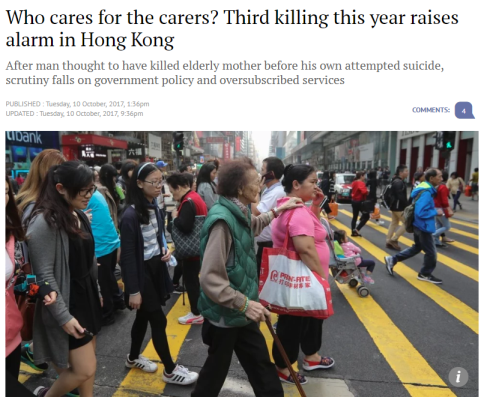 Who cares for the carers? Third killing this year raises
alarm in Hong Kong
After man thought to have killed elderly mother before his own attempted suicide,
scrutiny falls on government policy and oversubscribed services
PUBLISHED : Tuesday, 10 October, 2017, 1:36pm
UPDATED : Tuesday, 10 October, 2017, 9:36pm
COMMENTS: 4
bank
i